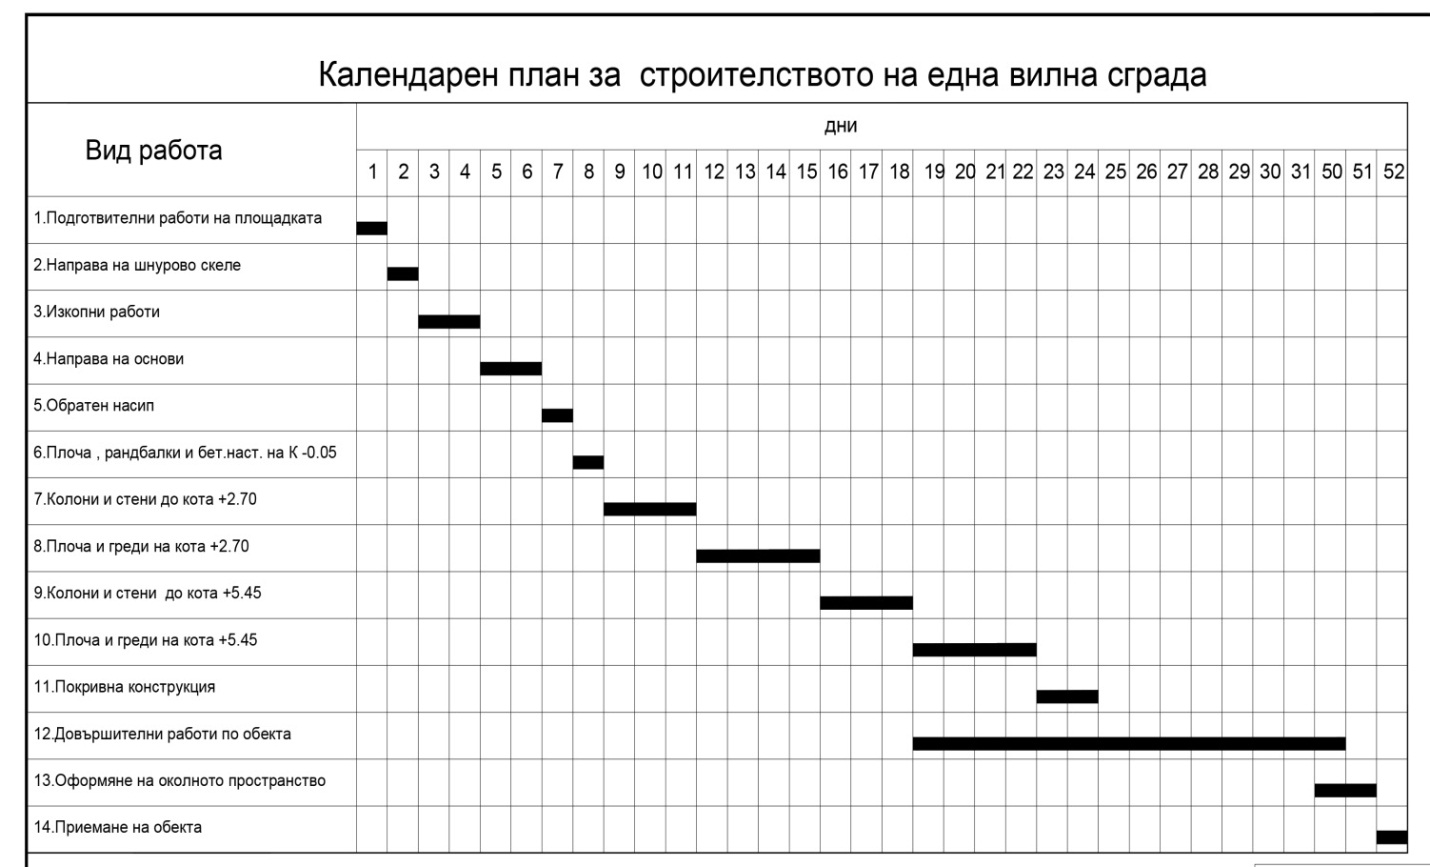 Календарен план за строителството на една вилна сграда
Вид работа
дни
1 2 3 4 5 6 7 8 9 10 11 12 13 14 15 16 17 18 19 20 21 22 23 24 25 26 27 28 29 30 31 50 51 52
1.Подготвителни работи на площадката
2.Направа на шнурово скеле
3.Изкопни работи
4.Направа на основи
5.Обратен насип
6.Плоча , рандбалки и бет.наст. на К -0.05
7.Колони и стени до кота +2.70
8.Плоча и греди на кота +2.70
9.Колони и стени до кота +5.45
10.Плоча и греди на кота +5.45
11.Покривна конструкция
12.Довършителни работи по обекта
13.Оформяне на околното пространство
14.Приемане на обекта